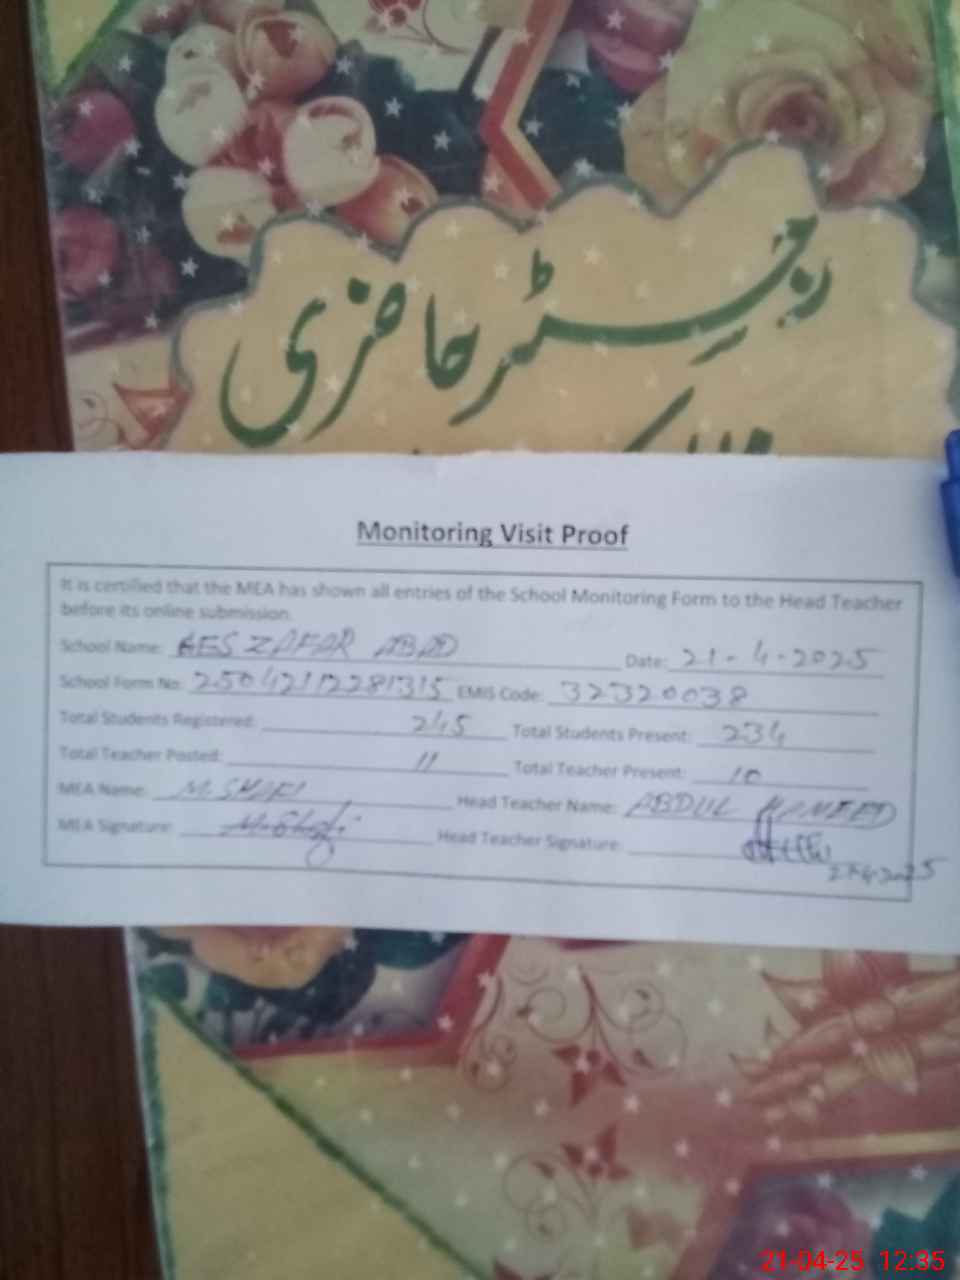 رجسٹر حاضری
Monitoring Visit Proof
It is certified that the MEA has shown all entries of the School Monitoring Form to the Head Teacher
before its online submission.
School Name: GES ZAFAR ABAD Date: 21-4-2025
School Form No: 25042112281315 EMIS Code: 32320038
Total Students Registered: 245 Total Students Present: 234
Total Teacher Posted: 11 Total Teacher Present: 10
MEA Name: M. SHAFI Head Teacher Name: ABDUL HAMEED
MEA Signature: M. Shafi Head Teacher Signature:
21-4-2025
21-04-25 12:35